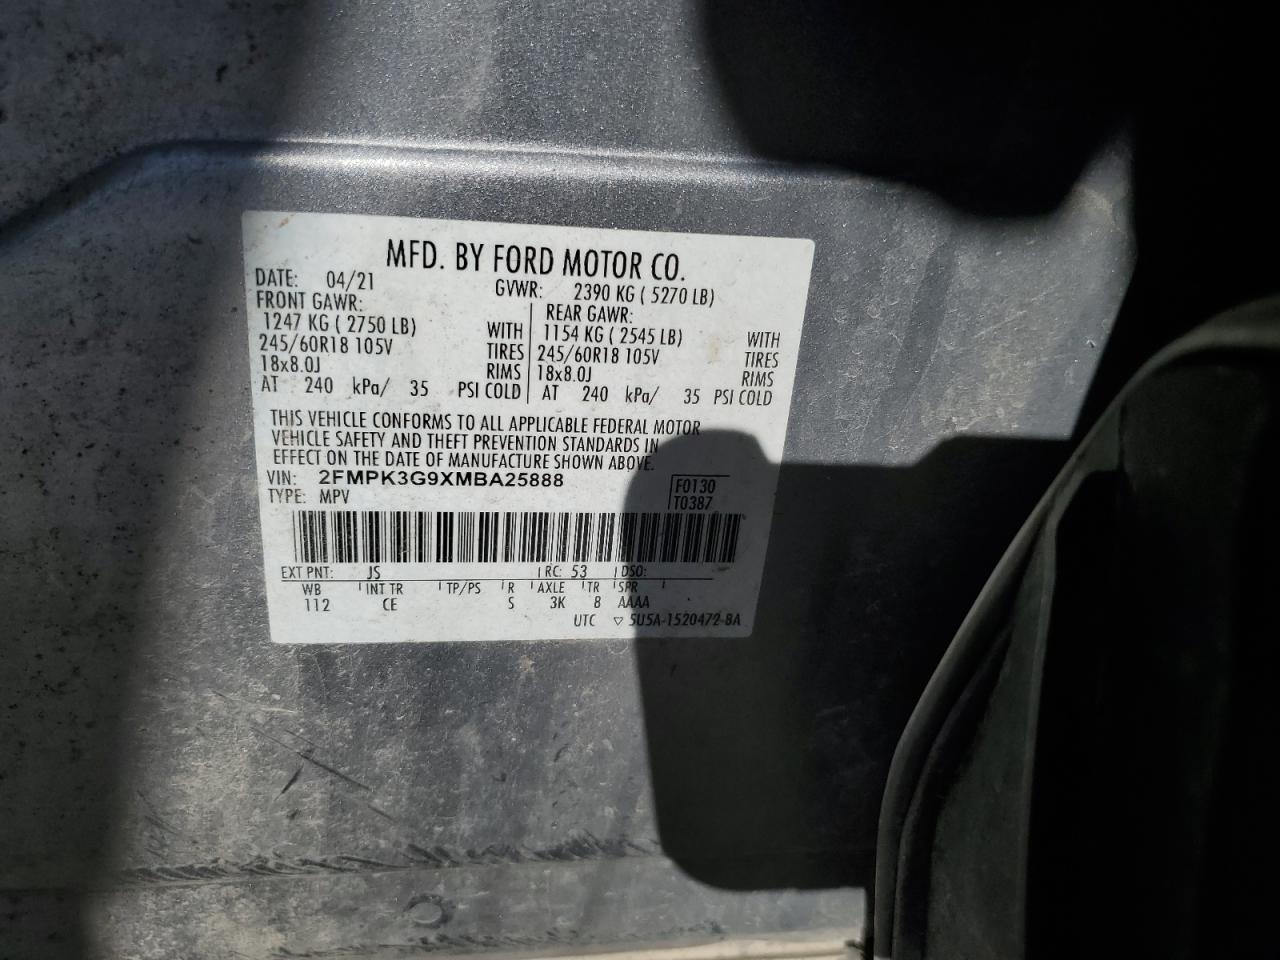 MFD. BY FORD MOTOR CO.
DATE: 04/21 GVWR: 2390 KG ( 5270 LB)
FRONT GAWR: REAR GAWR:
1247 KG ( 2750 LB) WITH 1154 KG ( 2545 LB) WITH
245/60R18 105V TIRES 245/60R18 105V TIRES
18x8.0J RIMS 18x8.0J RIMS
AT 240 kPa/ 35 PSI COLD AT 240 kPa/ 35 PSI COLD
THIS VEHICLE CONFORMS TO ALL APPLICABLE FEDERAL MOTOR
VEHICLE SAFETY AND THEFT PREVENTION STANDARDS IN
EFFECT ON THE DATE OF MANUFACTURE SHOWN ABOVE.
VIN: 2FMPK3G9XMBA25888 F0130
TYPE: MPV T0387
EXT PNT: JS RC: 53 DSO:
WB INT TR TP/PS R AXLE TR SPR
112 CE S 3K 8 AAAA
UTC ▽ 5U5A-1520472-BA